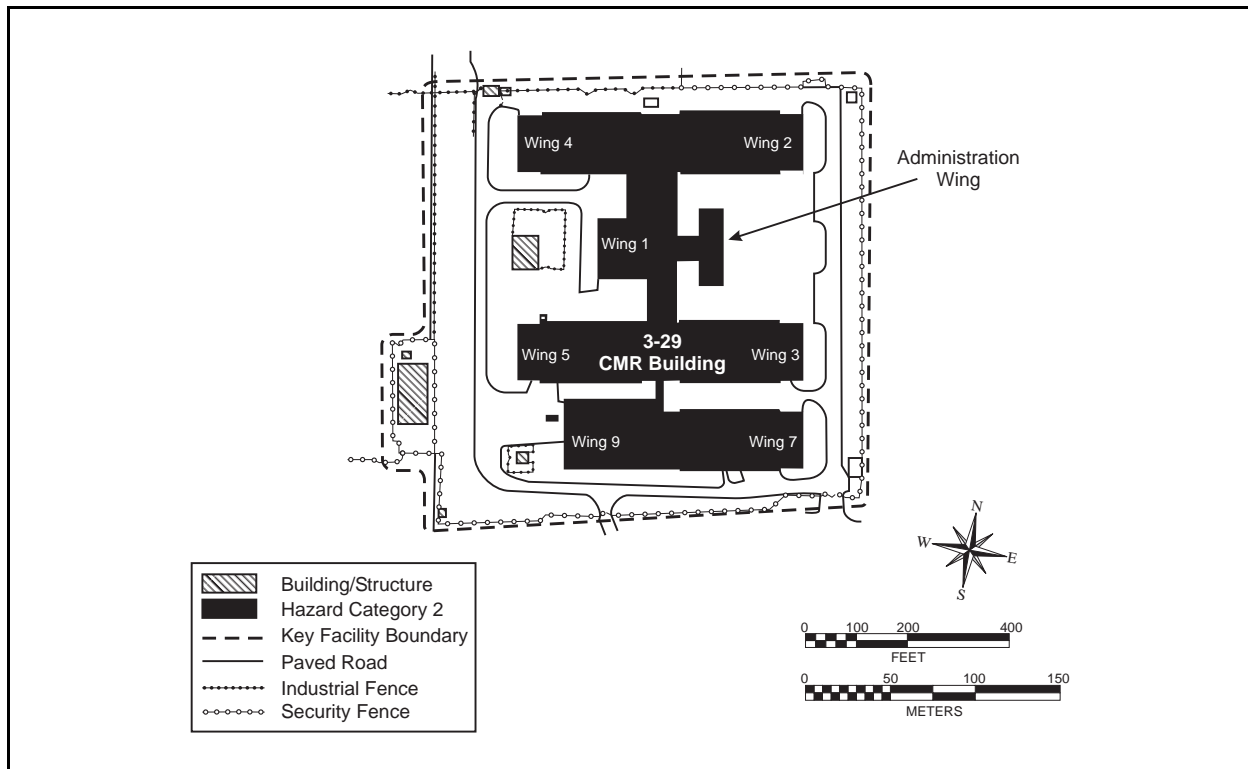 Wing 4
Wing 2
Administration
Wing
Wing 1
3-29
CMR Building
Wing 5
Wing 3
Wing 9
Wing 7
N
W
E
S
Building/Structure
Hazard Category 2
Key Facility Boundary
Paved Road
Industrial Fence
Security Fence
0 100 200 400
FEET
0 50 100 150
METERS